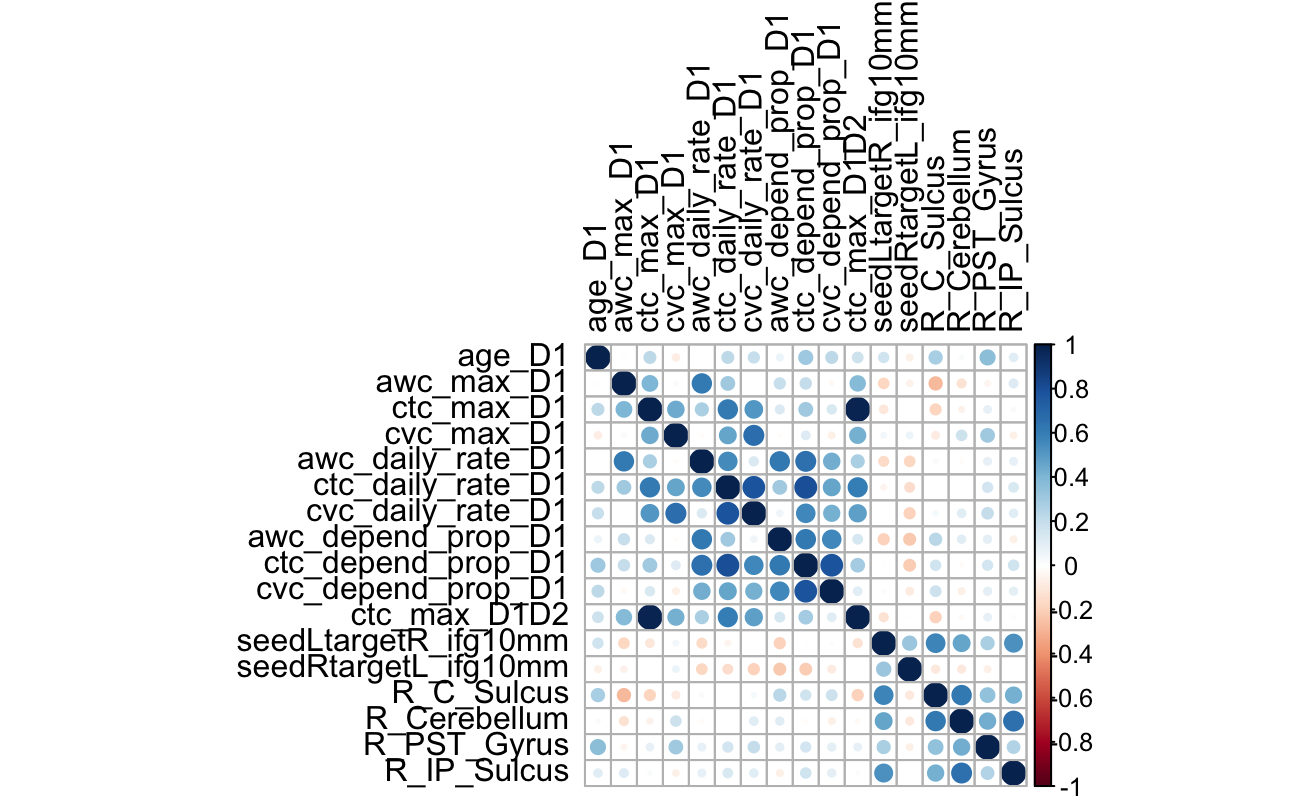 age_D1
awc_max_D1
ctc_max_D1
cvc_max_D1
awc_daily_rate_D1
ctc_daily_rate_D1
cvc_daily_rate_D1
awc_depend_prop_D1
ctc_depend_prop_D1
cvc_depend_prop_D1
ctc_max_D1D2
seedLtargetR_ifg10mm
seedRtargetL_ifg10mm
R_C_Sulcus
R_Cerebellum
R_PST_Gyrus
R_IP_Sulcus
age_D1
awc_max_D1
ctc_max_D1
cvc_max_D1
awc_daily_rate_D1
ctc_daily_rate_D1
cvc_daily_rate_D1
awc_depend_prop_D1
ctc_depend_prop_D1
cvc_depend_prop_D1
ctc_max_D1D2
seedLtargetR_ifg10mm
seedRtargetL_ifg10mm
R_C_Sulcus
R_Cerebellum
R_PST_Gyrus
R_IP_Sulcus
1
0.8
0.6
0.4
0.2
0
-0.2
-0.4
-0.6
-0.8
-1